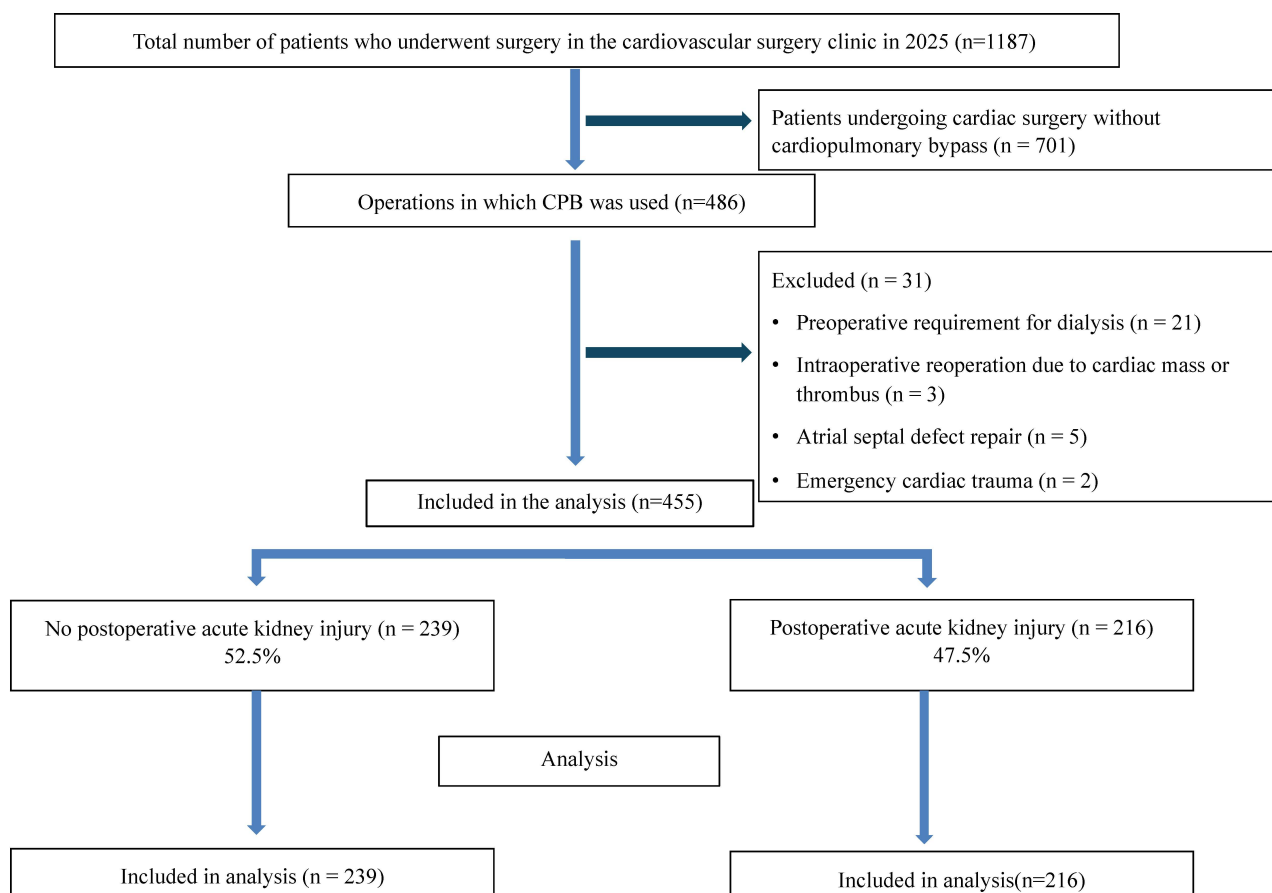 Total number of patients who underwent surgery in the cardiovascular surgery clinic in 2025 (n=1187)
Patients undergoing cardiac surgery without
cardiopulmonary bypass (n = 701)
Operations in which CPB was used (n=486)
Excluded (n = 31)
• Preoperative requirement for dialysis (n = 21)
• Intraoperative reoperation due to cardiac mass or
thrombus (n = 3)
• Atrial septal defect repair (n = 5)
• Emergency cardiac trauma (n = 2)
Included in the analysis (n=455)
No postoperative acute kidney injury (n = 239)
52.5%
Postoperative acute kidney injury (n = 216)
47.5%
Analysis
Included in analysis (n = 239)
Included in analysis(n=216)